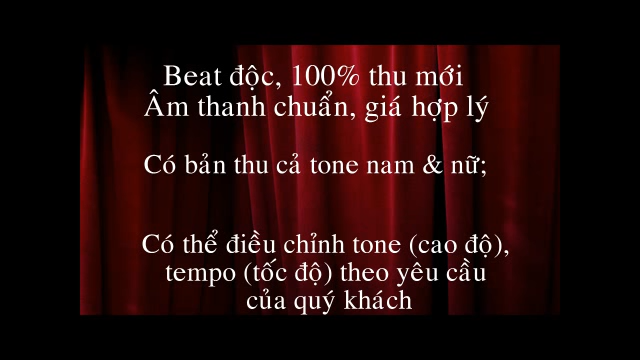 Beat độc, 100% thu mới
Âm thanh chuẩn, giá hợp lý
Có bản thu cả tone nam & nữ;
Có thể điều chỉnh tone (cao độ),
tempo (tốc độ) theo yêu cầu
của quý khách